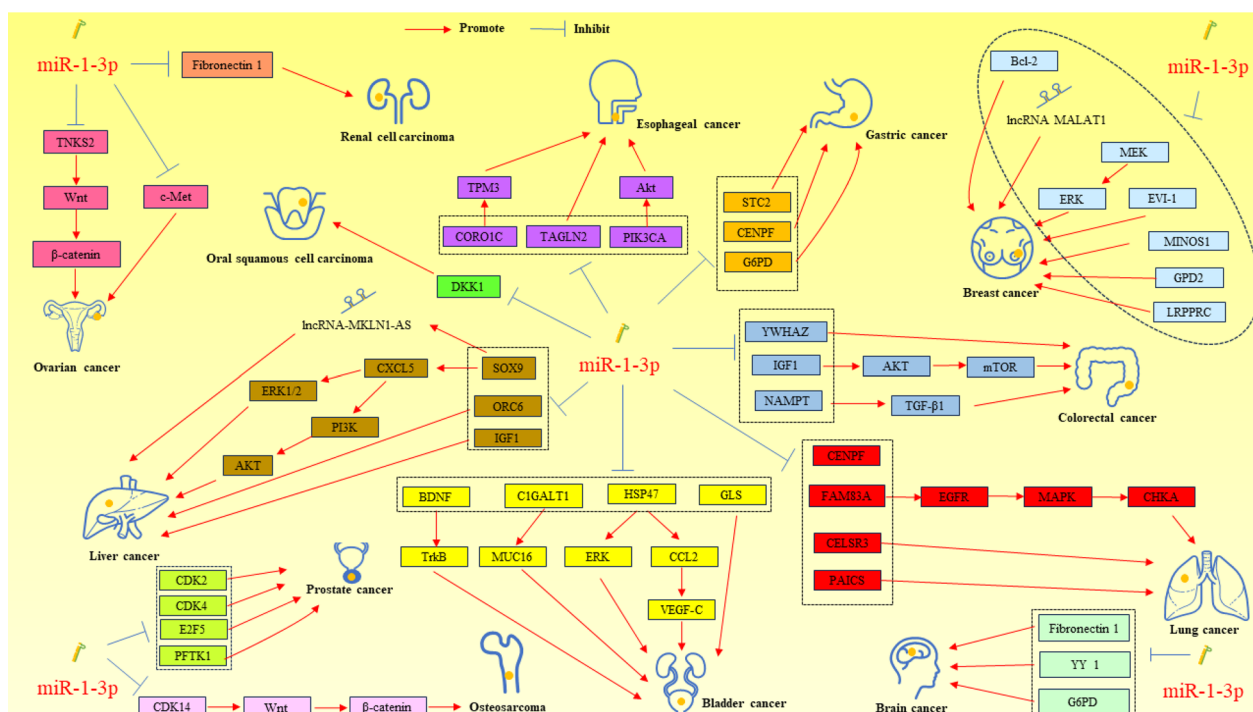 Promote
Inhibit
miR-1-3p
Fibronectin 1
Renal cell carcinoma
TNKS2
Wnt
c-Met
β-catenin
Ovarian cancer
Oral squamous cell carcinoma
DKK1
Esophageal cancer
TPM3
Akt
CORO1C
TAGLN2
PIK3CA
Gastric cancer
STC2
CENPF
G6PD
miR-1-3p
Bcl-2
lncRNA MALAT1
MEK
ERK
EVI-1
MINOS1
GPD2
LRPPRC
Breast cancer
miR-1-3p
lncRNA-MKLN1-AS
CXCL5
SOX9
ERK1/2
ORC6
PI3K
IGF1
AKT
Liver cancer
YWHAZ
IGF1
AKT
mTOR
NAMPT
TGF-β1
Colorectal cancer
BDNF
C1GALT1
HSP47
GLS
TrkB
MUC16
ERK
CCL2
VEGF-C
Bladder cancer
CENPF
FAM83A
EGFR
MAPK
CHKA
CELSR3
PAICS
Lung cancer
CDK2
CDK4
E2F5
PFTK1
Prostate cancer
miR-1-3p
CDK14
Wnt
β-catenin
Osteosarcoma
Fibronectin 1
YY 1
G6PD
Brain cancer
miR-1-3p